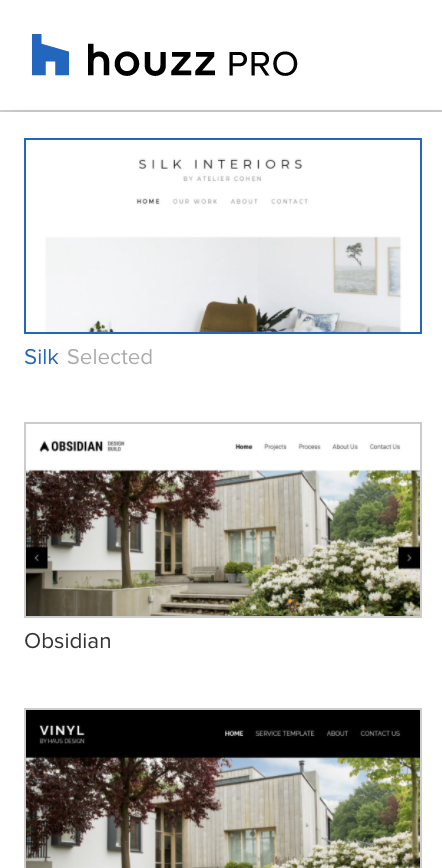 houzz PRO
SILK INTERIORS
BY ATELIER COHEN
HOME OUR WORK ABOUT CONTACT
Silk Selected
OBSIDIAN DESIGN BUILD
Home Projects Process About Us Contact Us
Obsidian
VINYL
BY HAUS DESIGN
HOME SERVICE TEMPLATE ABOUT CONTACT US